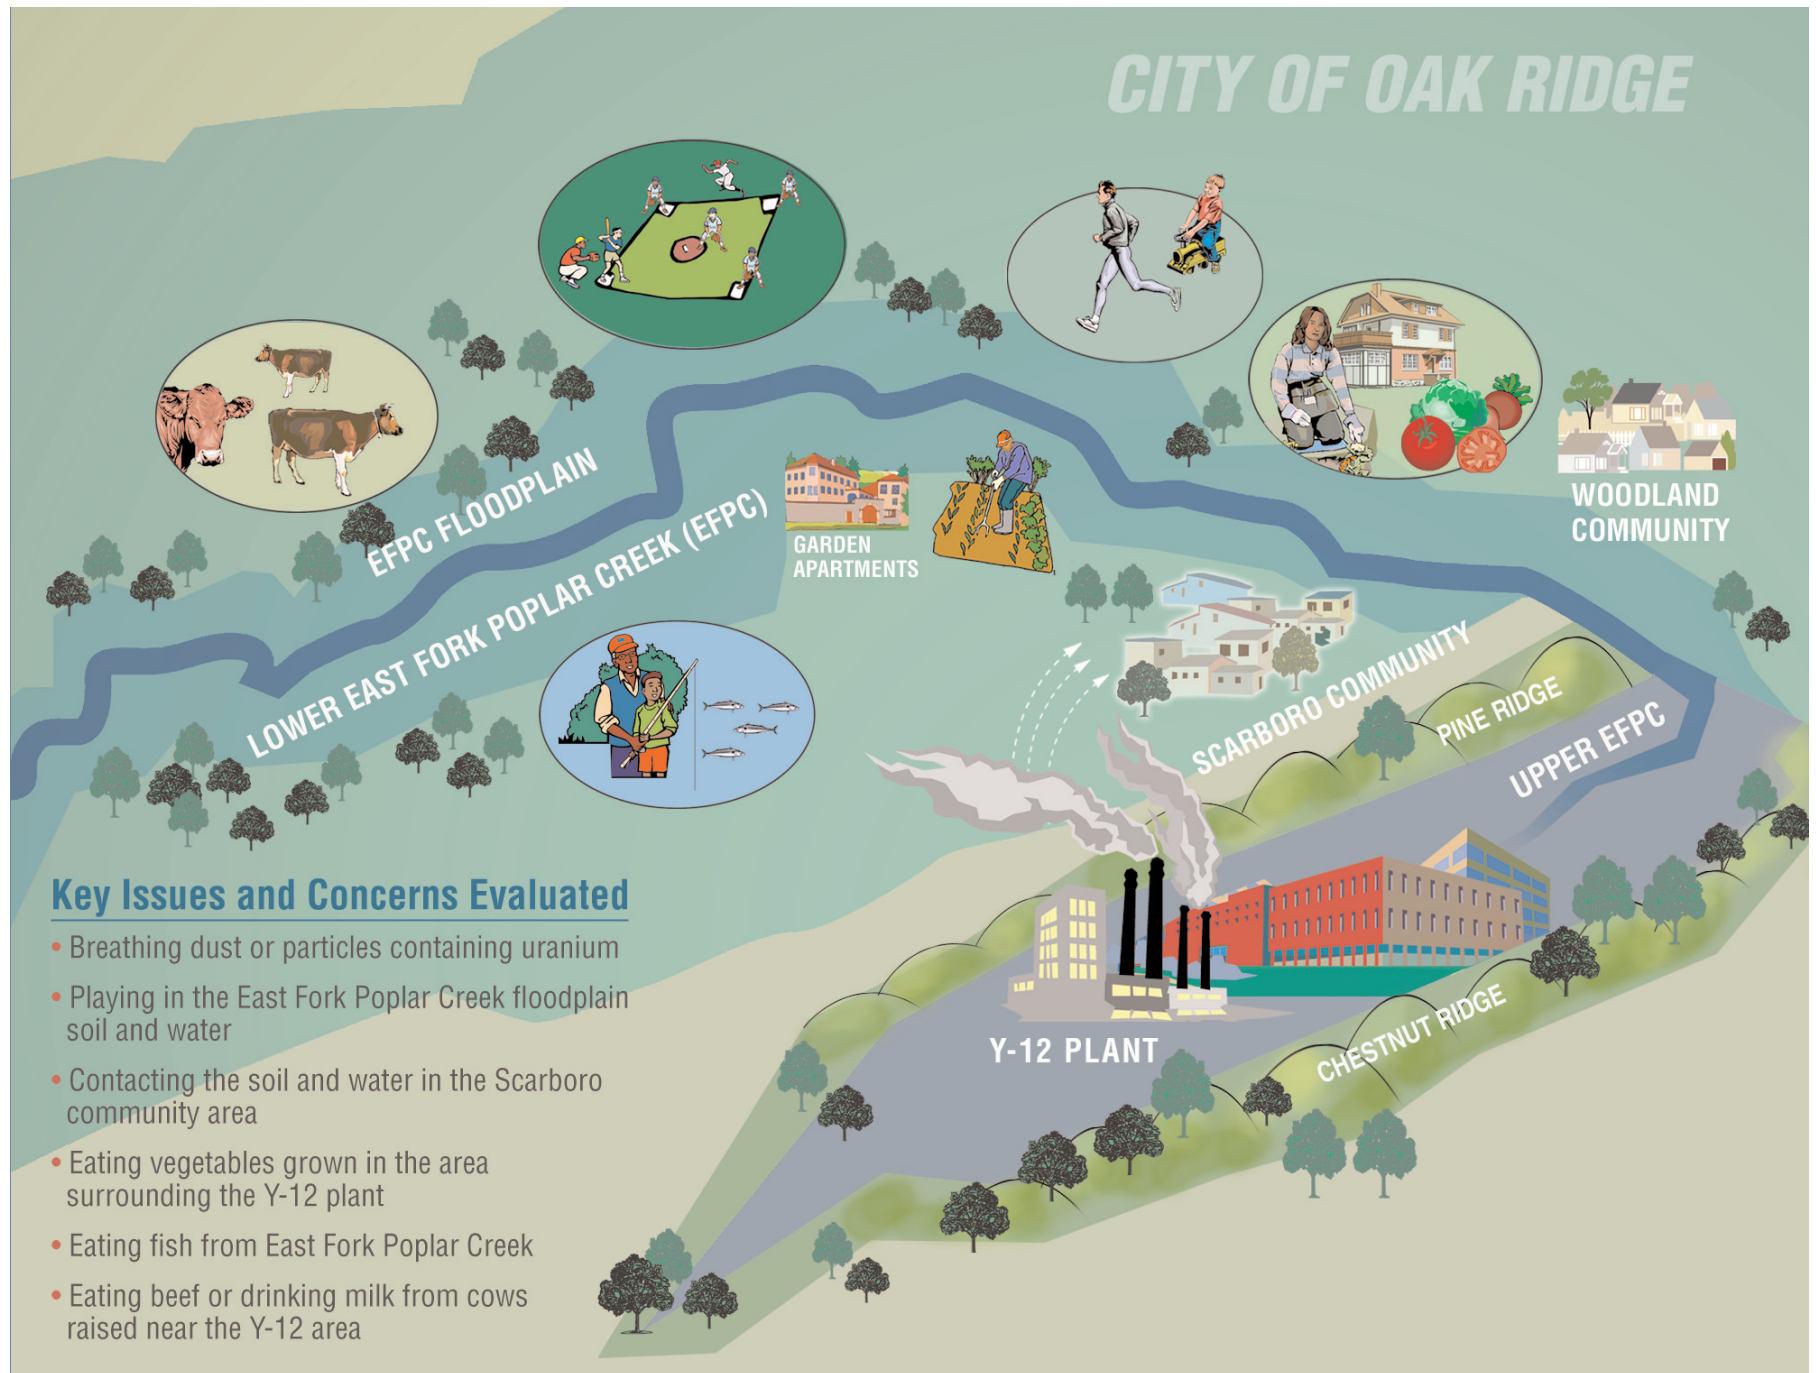 CITY OF OAK RIDGE
EFPC FLOODPLAIN
LOWER EAST FORK POPLAR CREEK (EFPC)
GARDEN
APARTMENTS
WOODLAND
COMMUNITY
SCARBORO COMMUNITY
PINE RIDGE
UPPER EFPC
Y-12 PLANT
CHESTNUT RIDGE
Key Issues and Concerns Evaluated
• Breathing dust or particles containing uranium
• Playing in the East Fork Poplar Creek floodplain
soil and water
• Contacting the soil and water in the Scarboro
community area
• Eating vegetables grown in the area
surrounding the Y-12 plant
• Eating fish from East Fork Poplar Creek
• Eating beef or drinking milk from cows
raised near the Y-12 area